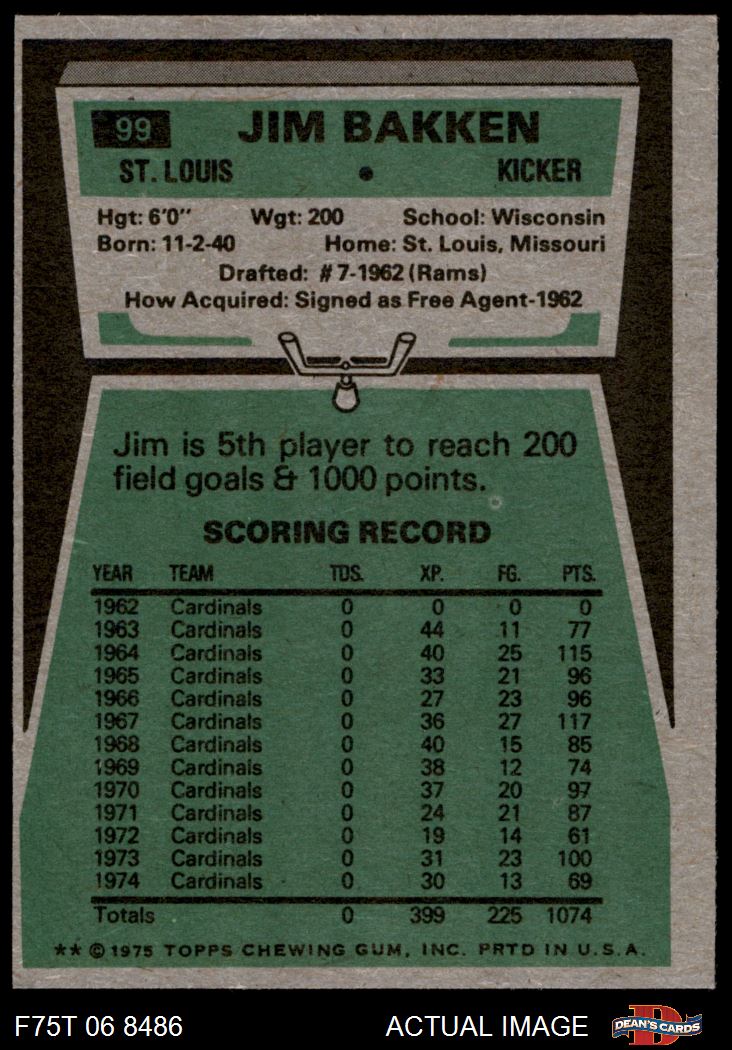 99 JIM BAKKEN
ST. LOUIS • KICKER
Hgt: 6'0" Wgt: 200 School: Wisconsin
Born: 11-2-40 Home: St. Louis, Missouri
Drafted: #7-1962 (Rams)
How Acquired: Signed as Free Agent-1962
Jim is 5th player to reach 200
field goals & 1000 points.
SCORING RECORD
YEAR TEAM TDS. XP. FG. PTS.
1962 Cardinals 0 0 0 0
1963 Cardinals 0 44 11 77
1964 Cardinals 0 40 25 115
1965 Cardinals 0 33 21 96
1966 Cardinals 0 27 23 96
1967 Cardinals 0 36 27 117
1968 Cardinals 0 40 15 85
1969 Cardinals 0 38 12 74
1970 Cardinals 0 37 20 97
1971 Cardinals 0 24 21 87
1972 Cardinals 0 19 14 61
1973 Cardinals 0 31 23 100
1974 Cardinals 0 30 13 69
Totals 0 399 225 1074
** © 1975 TOPPS CHEWING GUM, INC. PRTD IN U.S.A.
F75T 06 8486 ACTUAL IMAGE D DEAN'S CARDS